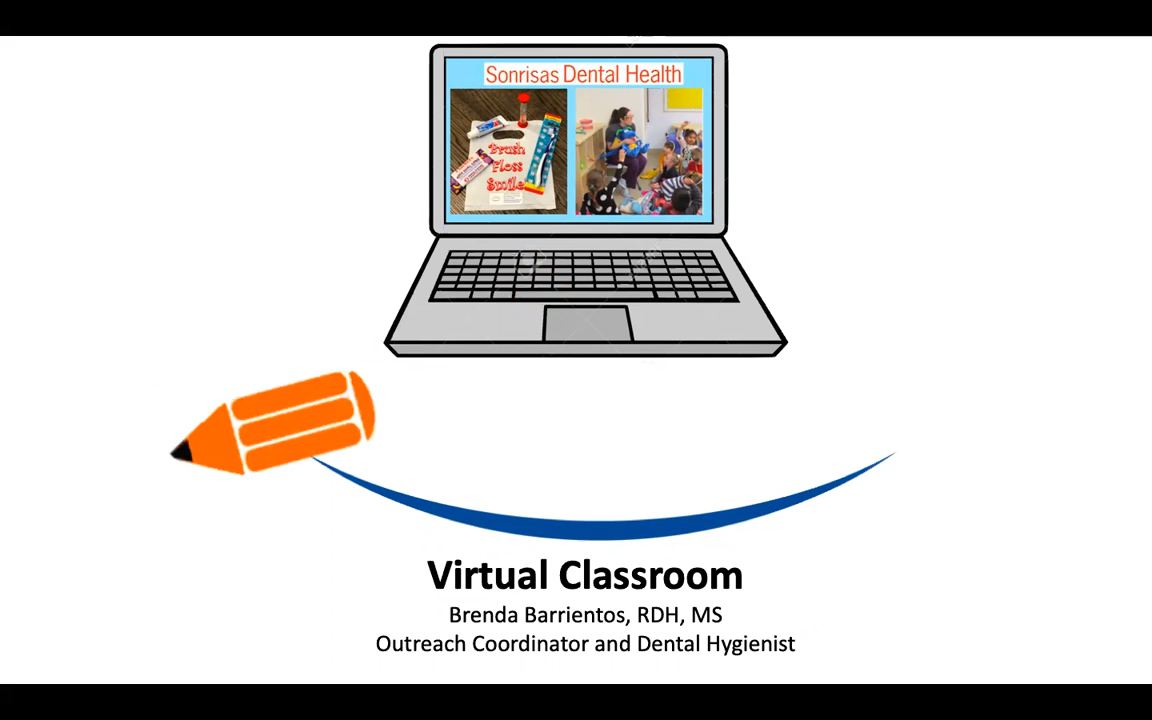 Sonrisas Dental Health
Brush
Floss
Smile
Virtual Classroom
Brenda Barrientos, RDH, MS
Outreach Coordinator and Dental Hygienist